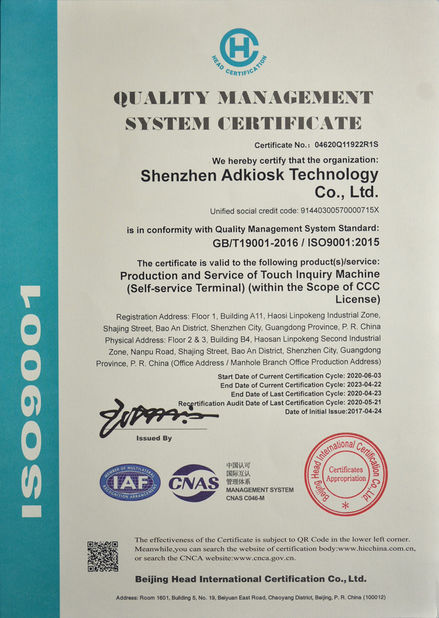 HC
HEAD CERTIFICATION
QUALITY MANAGEMENT
SYSTEM CERTIFICATE
Certificate No.: 04620Q11922R1S
We hereby certify that the organization:
Shenzhen Adkiosk Technology
Co., Ltd.
Unified social credit code: 91440300570000715X
is in conformity with Quality Management System Standard:
GB/T19001-2016 / ISO9001:2015
The certificate is valid to the following product(s)/service:
Production and Service of Touch Inquiry Machine
(Self-service Terminal) (within the Scope of CCC
License)
Registration Address: Floor 1, Building A11, Haosi Linpokeng Industrial Zone,
Shajing Street, Bao An District, Shenzhen City, Guangdong Province, P. R. China
Physical Address: Floor 2 & 3, Building B4, Haosan Linpokeng Second Industrial
Zone, Nanpu Road, Shajing Street, Bao An District, Shenzhen City, Guangdong
Province, P. R. China (Office Address / Manhole Branch Office Production Address)
Start Date of Current Certification Cycle: 2020-06-03
End Date of Current Certification Cycle: 2023-04-22
End Date of Last Certification Cycle: 2020-04-23
Recertification Audit Date of Last Certification Cycle: 2020-05-21
Date of Initial Issue:2017-04-24
Issued By
ISO9001
MEMBER OF MULTILATERAL
IAF
RECOGNITION ARRANGEMENT
CNAS
中国认可
国际互认
管理体系
MANAGEMENT SYSTEM
CNAS C046-M
Beijing Head International Certification Co., Ltd
Certificates
Appropriation
The effectiveness of the Certificate is subject to QR Code in the lower left corner.
Meanwhile,you can search the website of certification body:www.hicchina.com.cn,
or search the CNCA website:www.cnca.gov.cn.
Beijing Head International Certification Co., Ltd.
Address: Room 1601, Building 5, No. 19, Beiyuan East Road, Chaoyang District, Beijing, P. R. China (100012)